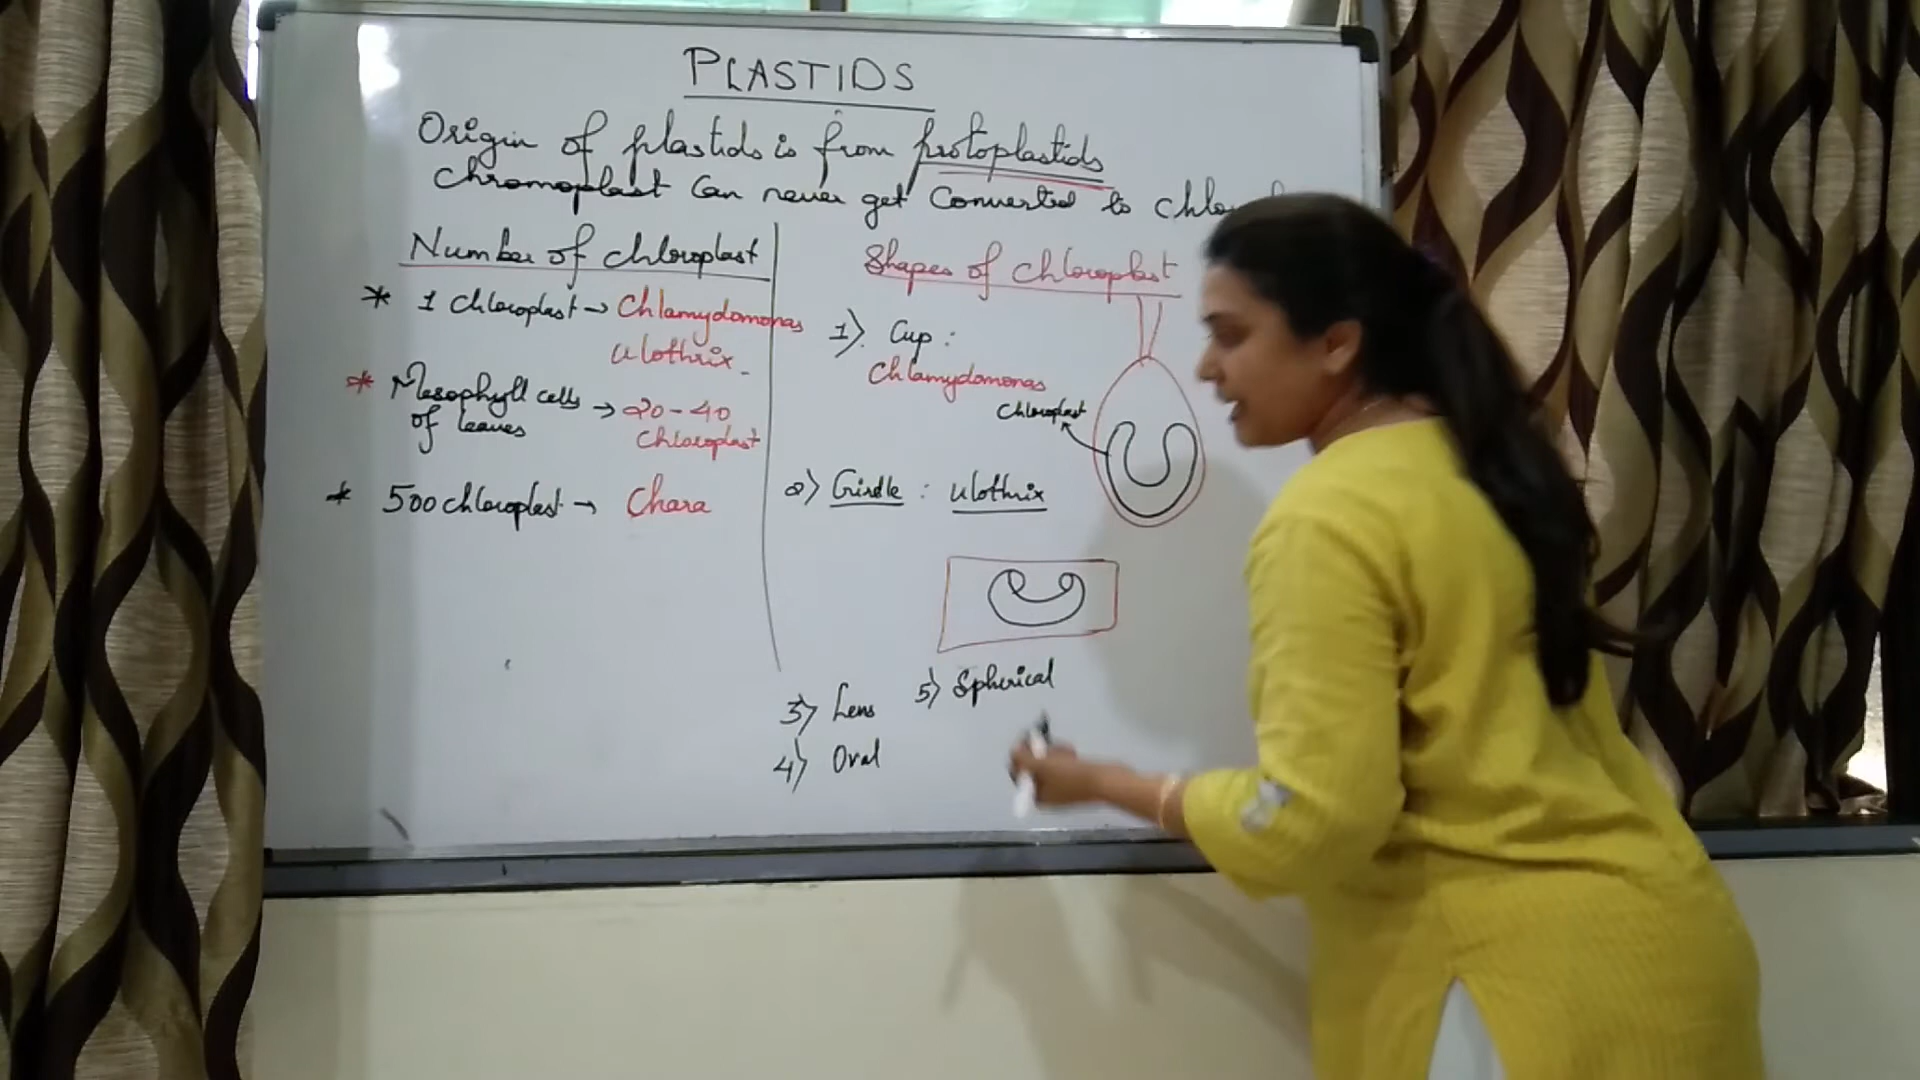 PLASTIDS
Origin of plastids is from protoplastids
Chromoplast Can never get Converted to
Number of chloroplast
* 1 Chloroplast → Chlamydomonas
Ulothrix
* Mesophyll cells → 20-40
of leaves
Chloroplast
* 500 chloroplast → Chara
Shapes of chloroplast
1) Cup :
Chlamydomonas
Chloroplast
2) Girdle : Ulothrix
3) Lens
4) Oval
5) Spherical